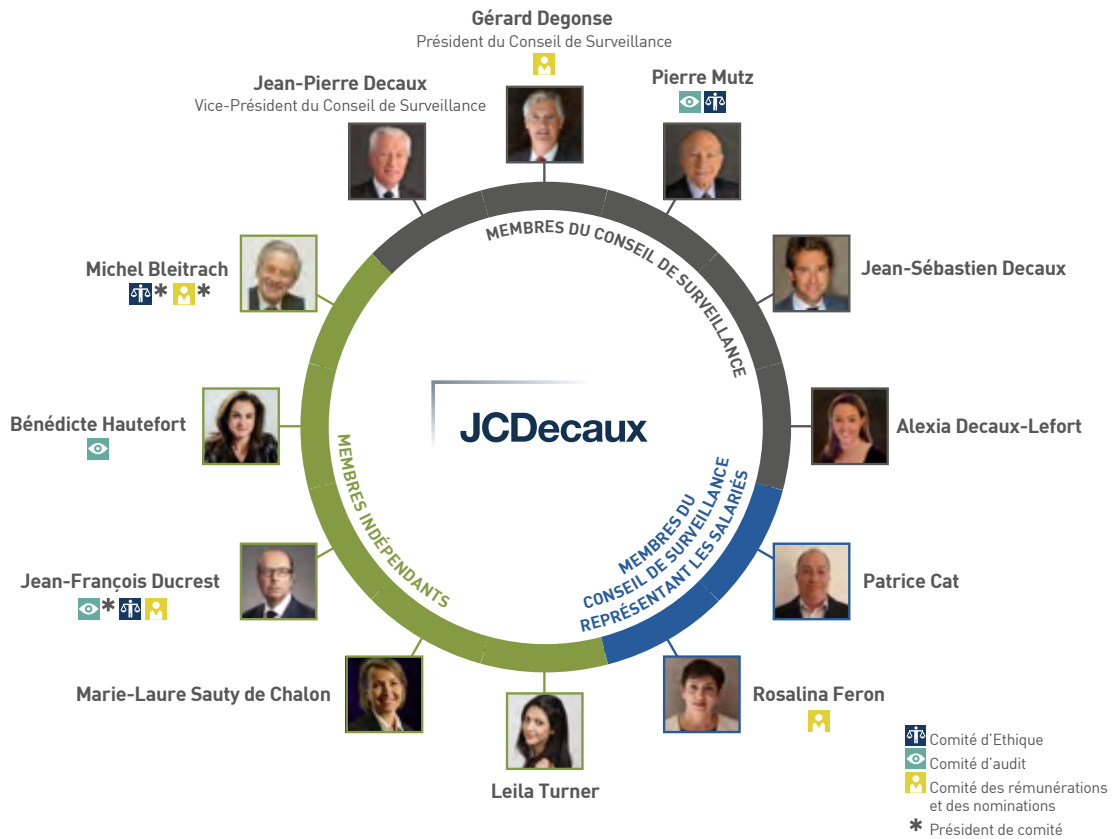 Gérard Degonse
Président du Conseil de Surveillance
Jean-Pierre Decaux
Vice-Président du Conseil de Surveillance
Pierre Mutz
Michel Bleitrach
* *
Jean-Sébastien Decaux
Bénédicte Hautefort
Alexia Decaux-Lefort
Jean-François Ducrest
*
Patrice Cat
Marie-Laure Sauty de Chalon
Rosalina Feron
Leila Turner
MEMBRES DU CONSEIL DE SURVEILLANCE
JCDecaux
MEMBRES INDÉPENDANTS
MEMBRES DU
CONSEIL DE SURVEILLANCE
REPRÉSENTANT LES SALARIÉS
Comité d'Ethique
Comité d'audit
Comité des rémunérations
et des nominations
* Président de comité